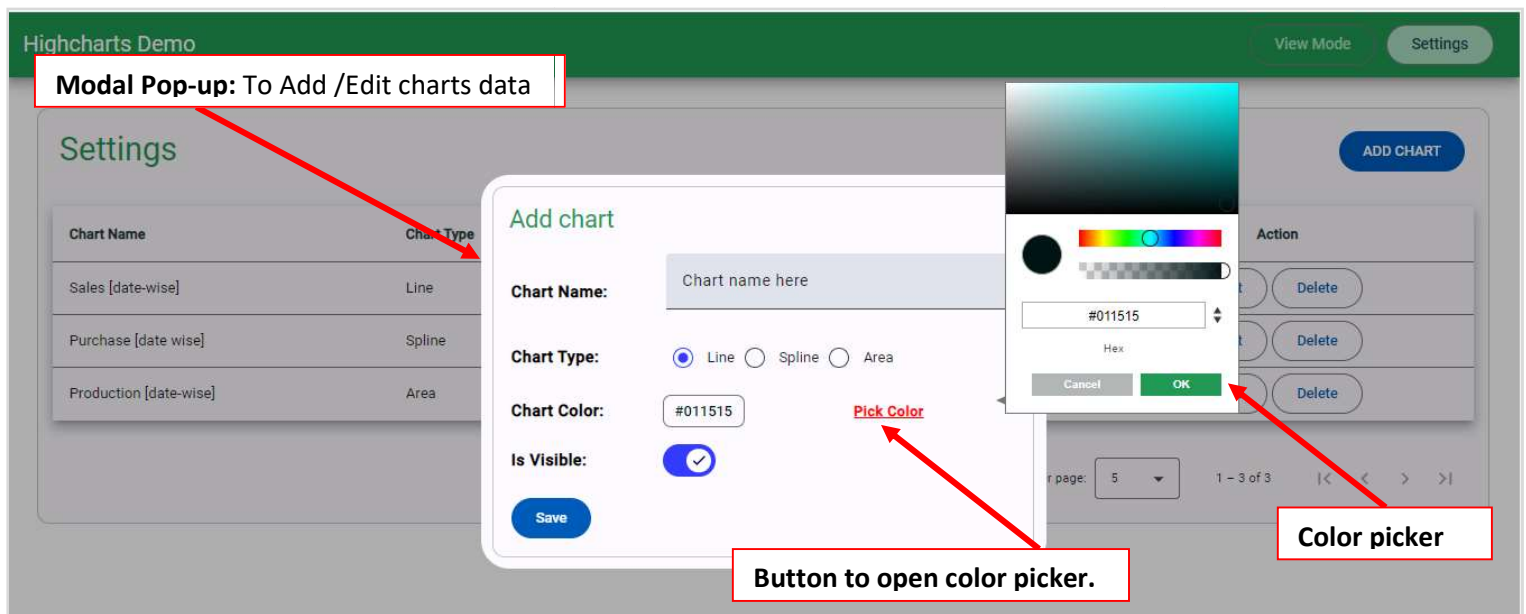 Highcharts Demo
View Mode
Settings
Modal Pop-up: To Add /Edit charts data
Settings
ADD CHART
Chart Name
Chart Type
Action
Sales [date-wise]
Line
Delete
Purchase [date wise]
Spline
Delete
Production [date-wise]
Area
Delete
Add chart
Chart Name:
Chart name here
Chart Type:
Line
Spline
Area
Chart Color:
#011515
Pick Color
Is Visible:
Save
#011515
Hex
Cancel
OK
r page:
5
1 – 3 of 3
Color picker
Button to open color picker.